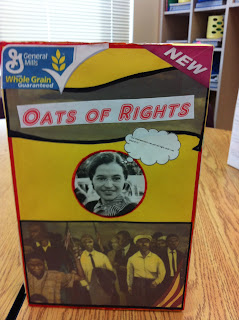 General
Mills
Whole Grain
Guaranteed
NEW
OATS OF RIGHTS